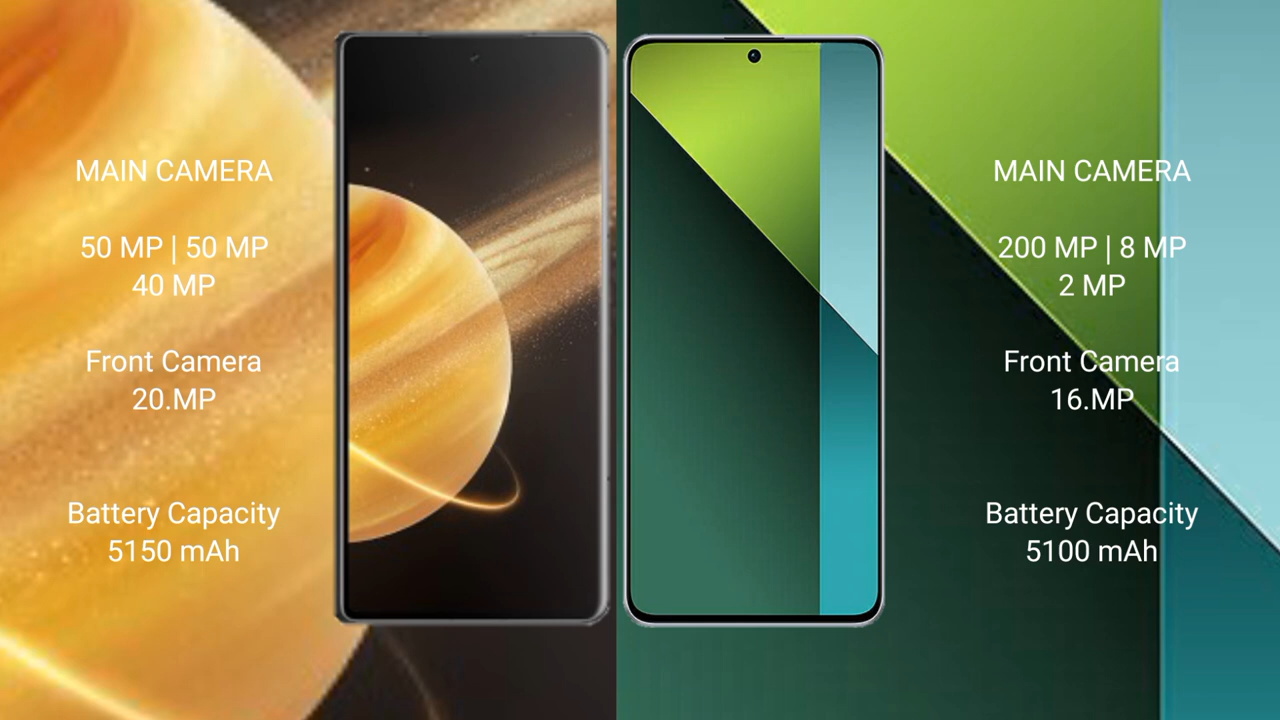 MAIN CAMERA
50 MP | 50 MP
40 MP
Front Camera
20.MP
Battery Capacity
5150 mAh
MAIN CAMERA
200 MP | 8 MP
2 MP
Front Camera
16.MP
Battery Capacity
5100 mAh